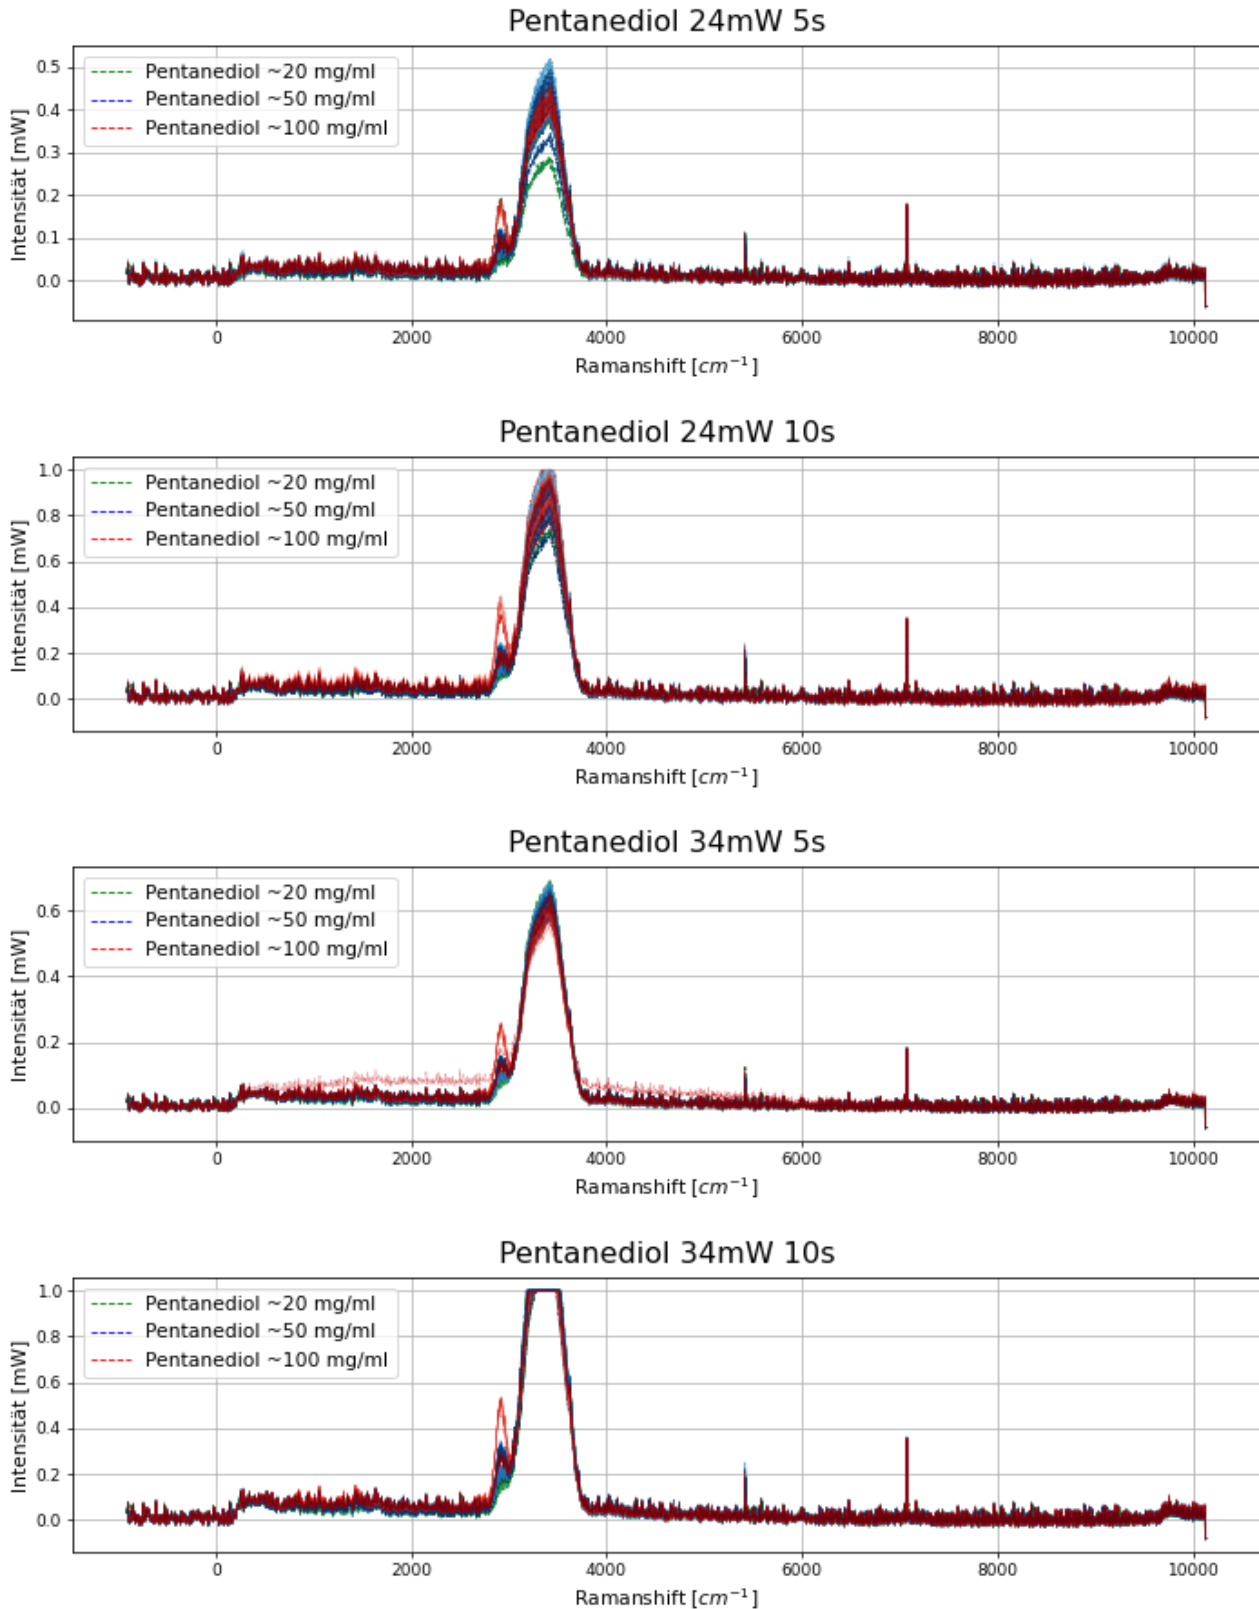 Pentanediol 24mW 5s
Pentanediol ~20 mg/ml
Pentanediol ~50 mg/ml
Pentanediol ~100 mg/ml
Intensität [mW]
0.5
0.4
0.3
0.2
0.1
0.0
0 2000 4000 6000 8000 10000
Ramanshift [cm⁻¹]
Pentanediol 24mW 10s
Pentanediol ~20 mg/ml
Pentanediol ~50 mg/ml
Pentanediol ~100 mg/ml
Intensität [mW]
1.0
0.8
0.6
0.4
0.2
0.0
0 2000 4000 6000 8000 10000
Ramanshift [cm⁻¹]
Pentanediol 34mW 5s
Pentanediol ~20 mg/ml
Pentanediol ~50 mg/ml
Pentanediol ~100 mg/ml
Intensität [mW]
0.6
0.4
0.2
0.0
0 2000 4000 6000 8000 10000
Ramanshift [cm⁻¹]
Pentanediol 34mW 10s
Pentanediol ~20 mg/ml
Pentanediol ~50 mg/ml
Pentanediol ~100 mg/ml
Intensität [mW]
1.0
0.8
0.6
0.4
0.2
0.0
0 2000 4000 6000 8000 10000
Ramanshift [cm⁻¹]